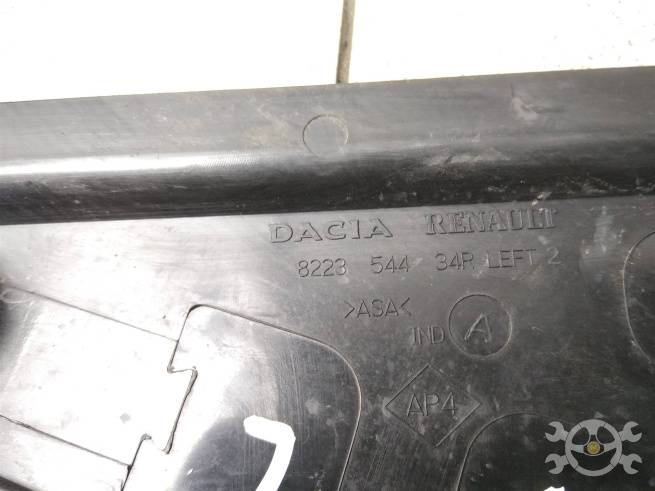 DACIA RENAULT
8223 544 34R LEFT 2
>ASA<
IND A
AP4